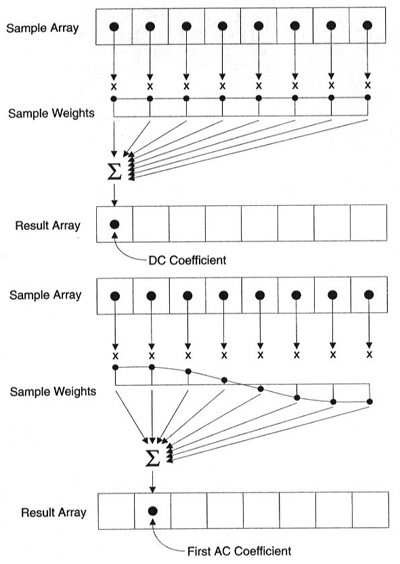 Sample Array
x x x x x x x x
Sample Weights
Σ
Result Array
DC Coefficient
Sample Array
x x x x x x x x
Sample Weights
Σ
Result Array
First AC Coefficient